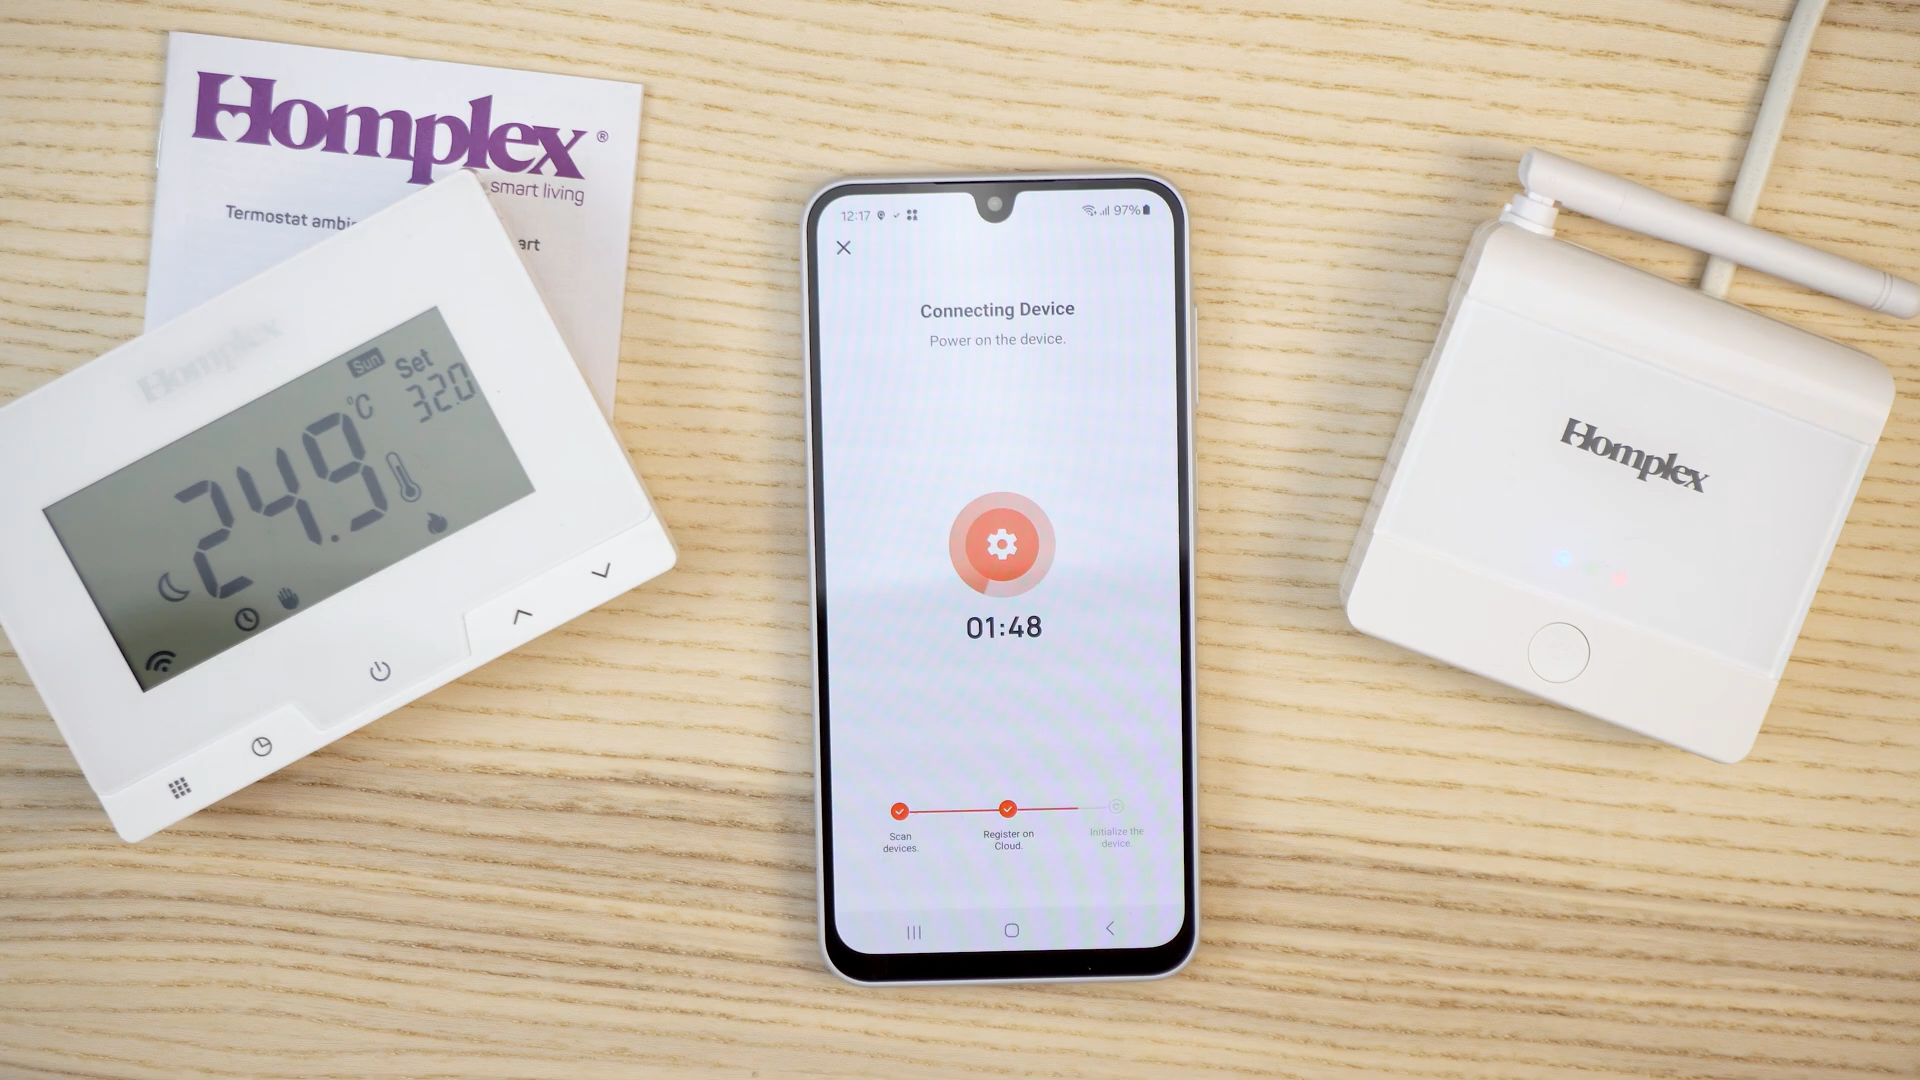 Homplex®
smart living
Termostat ambi
art
Homplex
Sun
Set
32.0
24.9
°C
12:17
97%
Connecting Device
Power on the device.
01:48
Scan
devices.
Register on
Cloud.
Initialize the
device.
Homplex